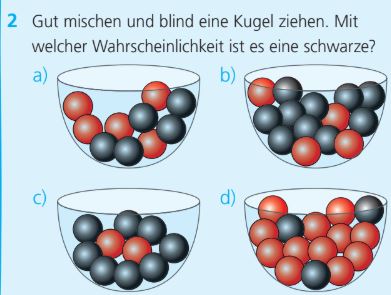 2 Gut mischen und blind eine Kugel ziehen. Mit
welcher Wahrscheinlichkeit ist es eine schwarze?
a) b)
c) d)